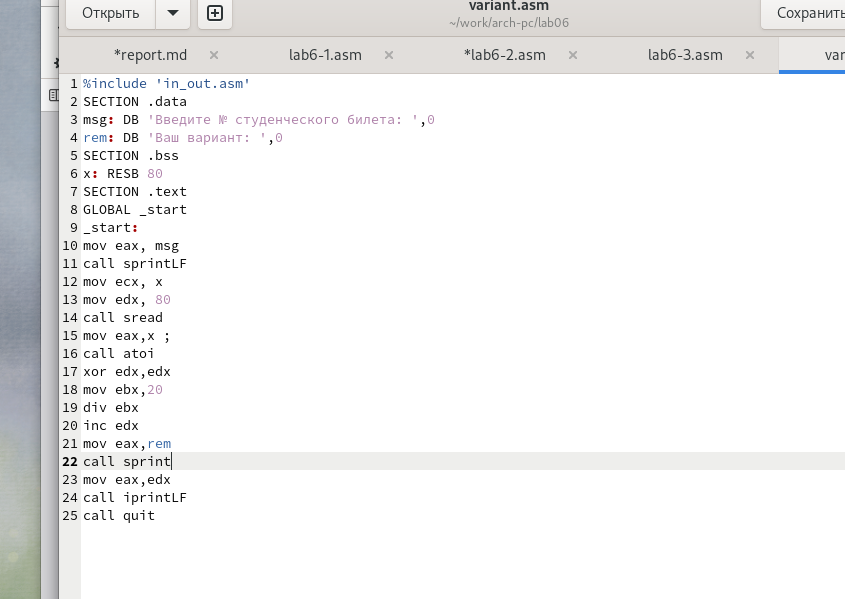 Открыть
variant.asm
~/work/arch-pc/lab06
Сохранить
*report.md × lab6-1.asm × *lab6-2.asm × lab6-3.asm × var
1 %include 'in_out.asm'
2 SECTION .data
3 msg: DB 'Введите № студенческого билета: ',0
4 rem: DB 'Ваш вариант: ',0
5 SECTION .bss
6 x: RESB 80
7 SECTION .text
8 GLOBAL _start
9 _start:
10 mov eax, msg
11 call sprintLF
12 mov ecx, x
13 mov edx, 80
14 call sread
15 mov eax,x ;
16 call atoi
17 xor edx,edx
18 mov ebx,20
19 div ebx
20 inc edx
21 mov eax,rem
22 call sprint
23 mov eax,edx
24 call iprintLF
25 call quit